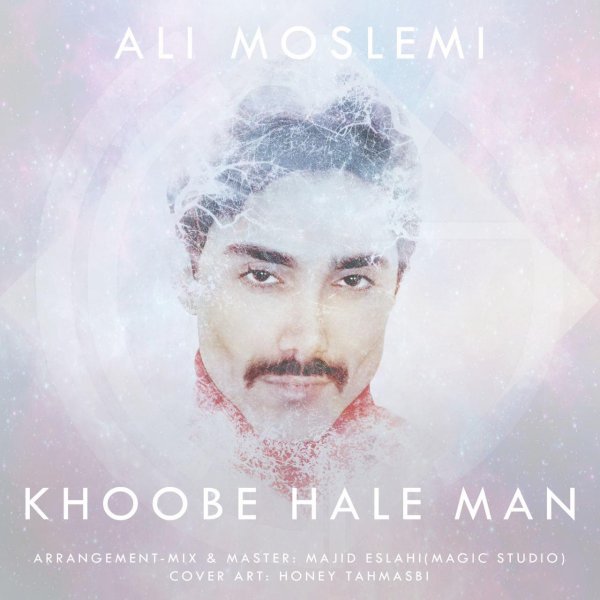 ALI MOSLEMI
KHOOBE HALE MAN
ARRANGEMENT-MIX & MASTER: MAJID ESLAHI(MAGIC STUDIO)
COVER ART: HONEY TAHMASBI